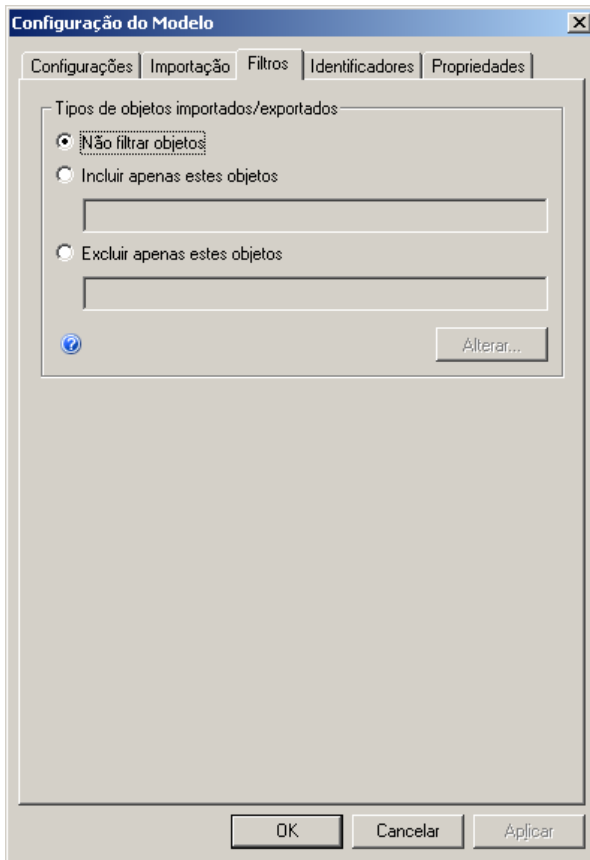 Configuração do Modelo
Configurações Importação Filtros Identificadores Propriedades
Tipos de objetos importados/exportados
Não filtrar objetos
Incluir apenas estes objetos
Excluir apenas estes objetos
Alterar...
OK Cancelar Aplicar